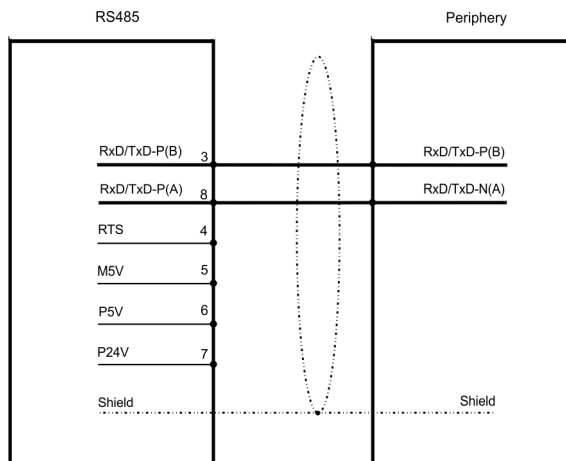 RS485 Periphery
RxD/TxD-P(B) 3 RxD/TxD-P(B)
RxD/TxD-P(A) 8 RxD/TxD-N(A)
RTS 4
M5V 5
P5V 6
P24V 7
Shield Shield